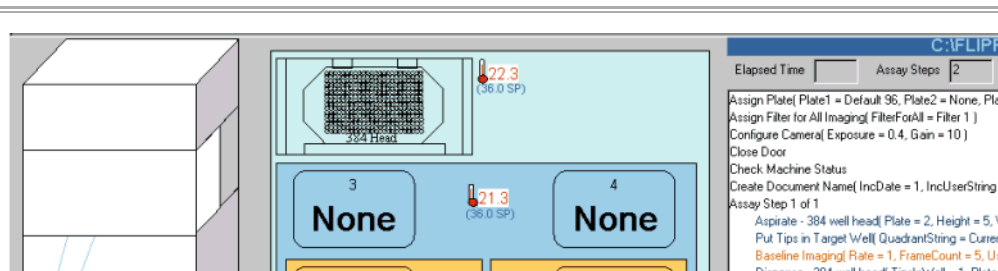 C:\FLIPR
Elapsed Time
Assay Steps 2
22.3
(36.0 SP)
384 Head
3
None
21.3
(36.0 SP)
4
None
Assign Plate( Plate1 = Default 96, Plate2 = None, Pla
Assign Filter for All Imaging( FilterForAll = Filter 1 )
Configure Camera( Exposure = 0.4, Gain = 10 )
Close Door
Check Machine Status
Create Document Name( IncDate = 1, IncUserString
Assay Step 1 of 1
Aspirate - 384 well head( Plate = 2, Height = 5,
Put Tips in Target Well( QuadrantString = Curre
Baseline Imaging( Rate = 1, FrameCount = 5, Us